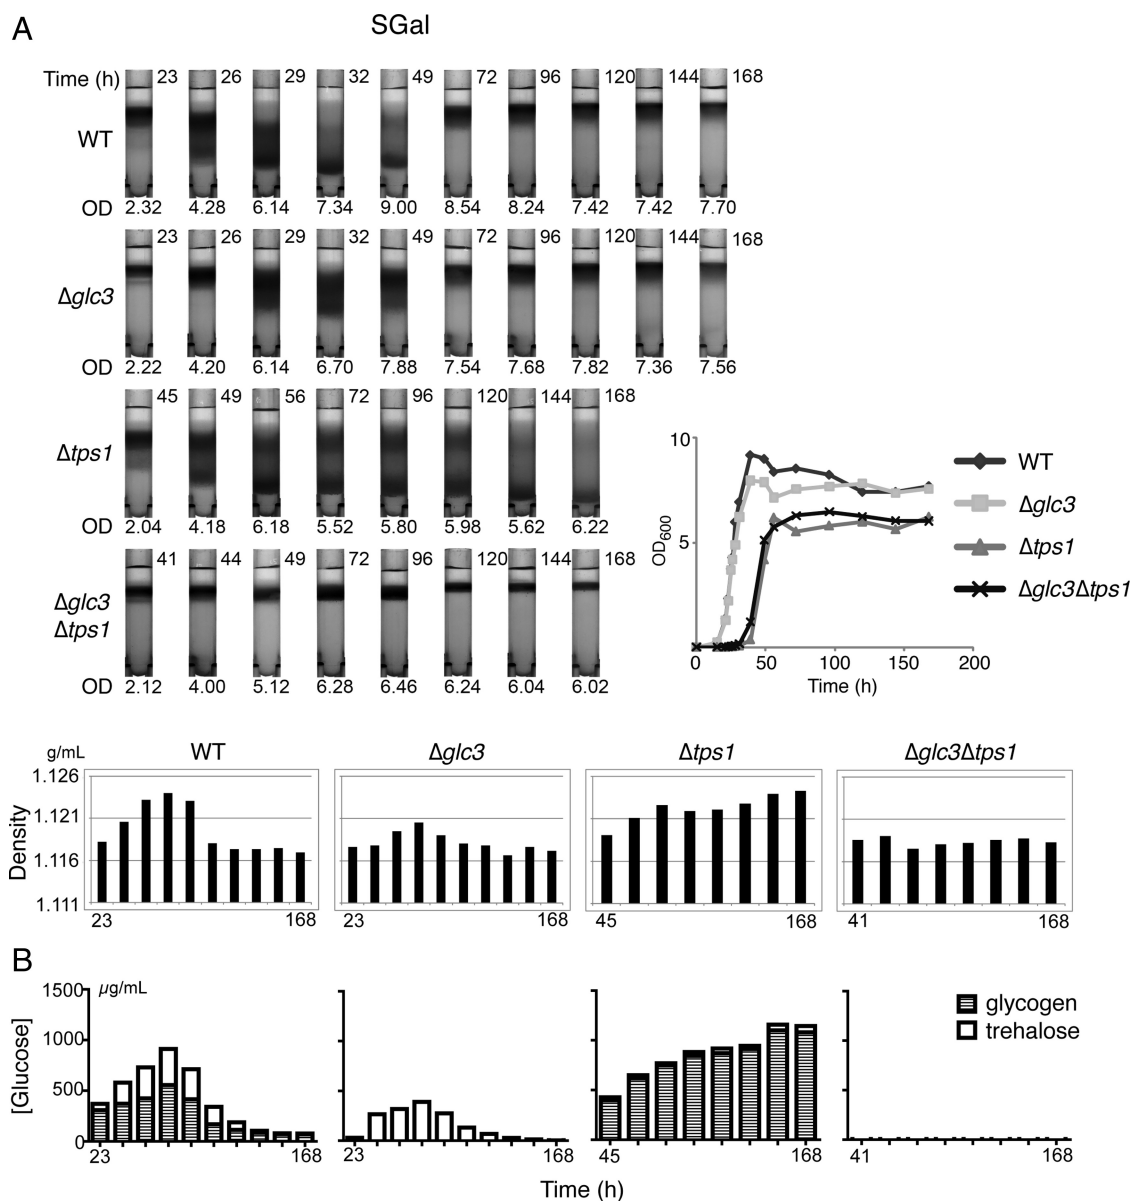 A
SGal
Time (h) 23 26 29 32 49 72 96 120 144 168
WT
OD 2.32 4.28 6.14 7.34 9.00 8.54 8.24 7.42 7.42 7.70
23 26 29 32 49 72 96 120 144 168
Δglc3
OD 2.22 4.20 6.14 6.70 7.88 7.54 7.68 7.82 7.36 7.56
45 49 56 72 96 120 144 168
Δtps1
OD 2.04 4.18 6.18 5.52 5.80 5.98 5.62 6.22
41 44 49 72 96 120 144 168
Δglc3
Δtps1
OD 2.12 4.00 5.12 6.28 6.46 6.24 6.04 6.02
10
5
OD600
0 50 100 150 200
Time (h)
WT
Δglc3
Δtps1
Δglc3Δtps1
g/mL WT Δglc3 Δtps1 Δglc3Δtps1
1.126
1.121
1.116
1.111
Density
23 168 23 168 45 168 41 168
B
1500 µg/mL
1000
500
0
[Glucose]
glycogen
trehalose
23 168 23 168 45 168 41 168
Time (h)